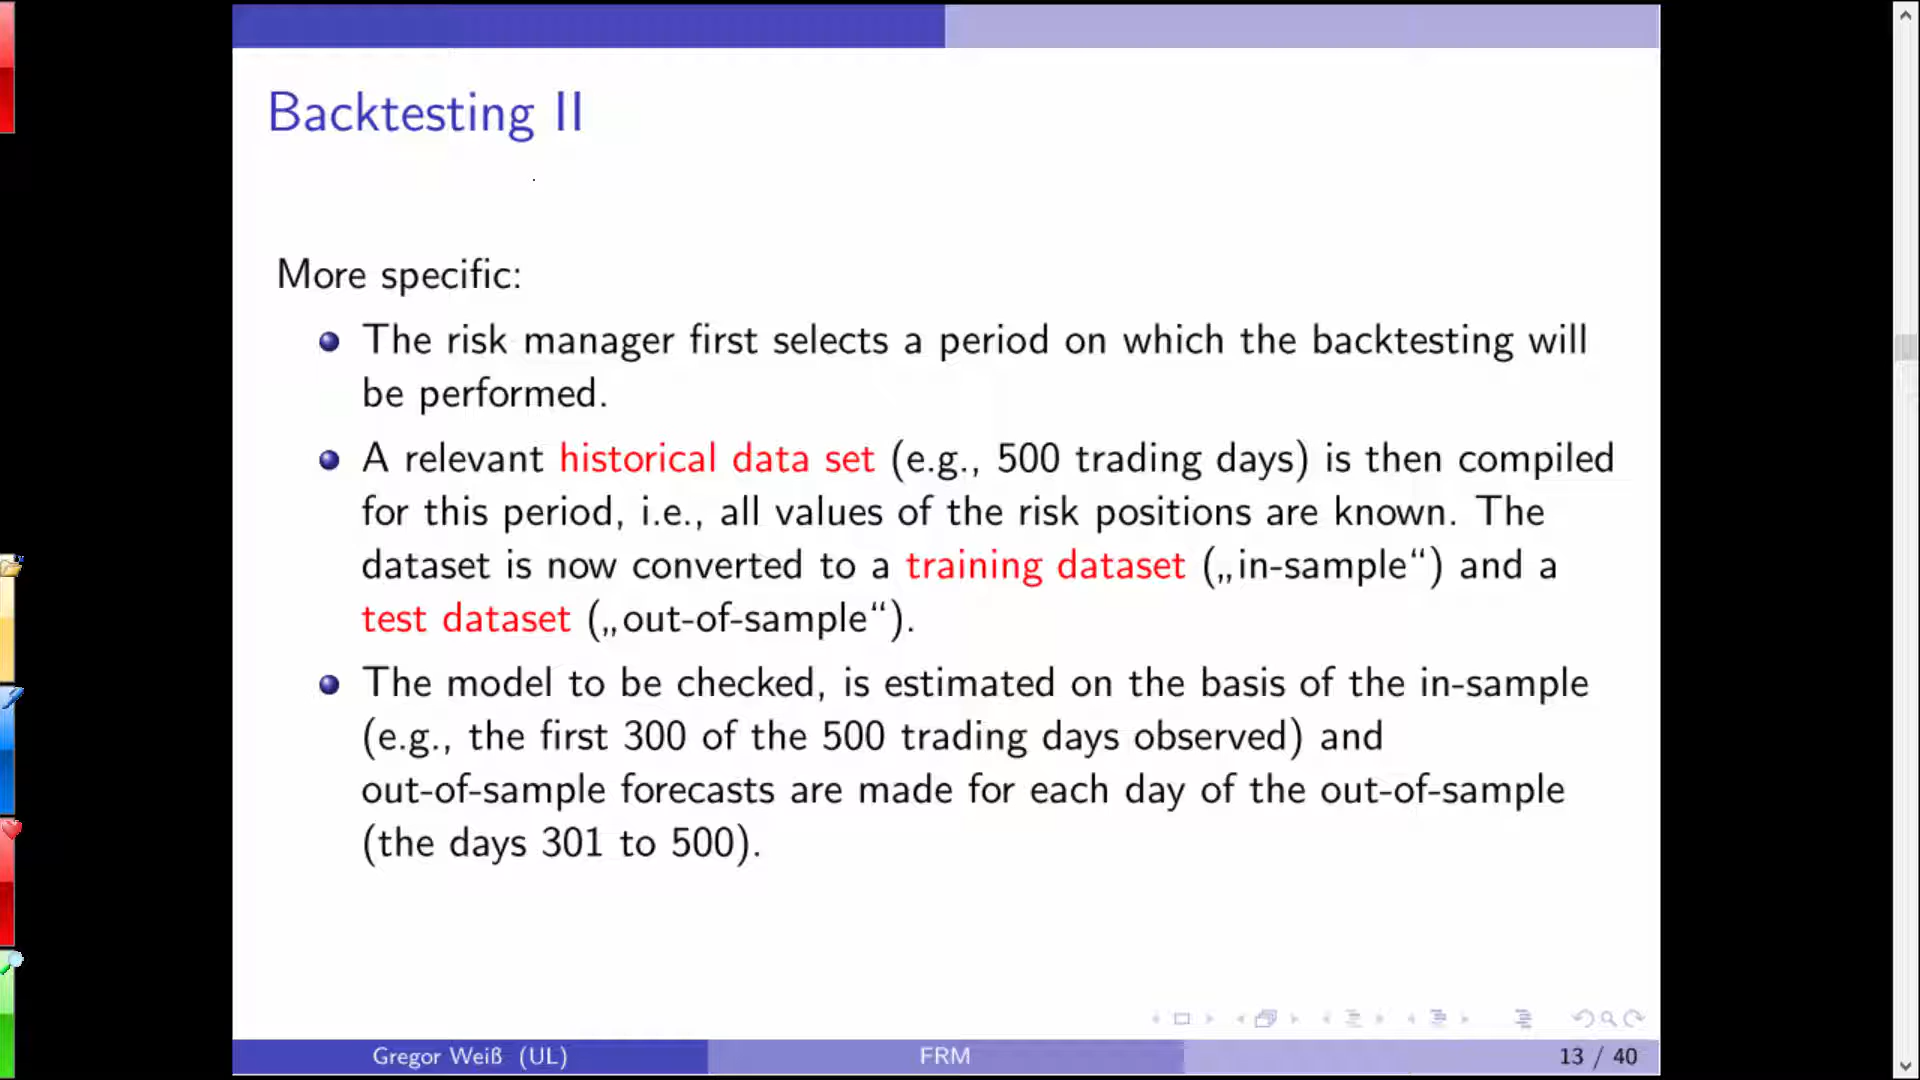 Backtesting II
More specific:
The risk manager first selects a period on which the backtesting will
be performed.
A relevant historical data set (e.g., 500 trading days) is then compiled
for this period, i.e., all values of the risk positions are known. The
dataset is now converted to a training dataset („in-sample“) and a
test dataset („out-of-sample“).
The model to be checked, is estimated on the basis of the in-sample
(e.g., the first 300 of the 500 trading days observed) and
out-of-sample forecasts are made for each day of the out-of-sample
(the days 301 to 500).
Gregor Weiß (UL) FRM 13 / 40